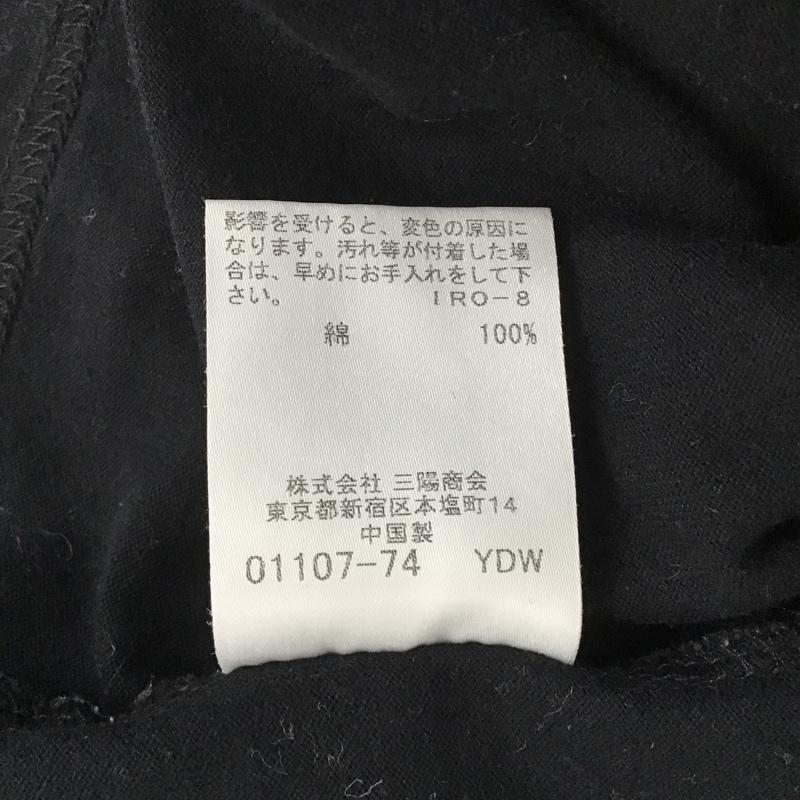 影響を受けると、変色の原因に
なります。汚れ等が付着した場
合は、早めにお手入れをして下
さい。 IRO-8
綿 100%
株式会社 三陽商会
東京都新宿区本塩町14
中国製
01107-74 YDW